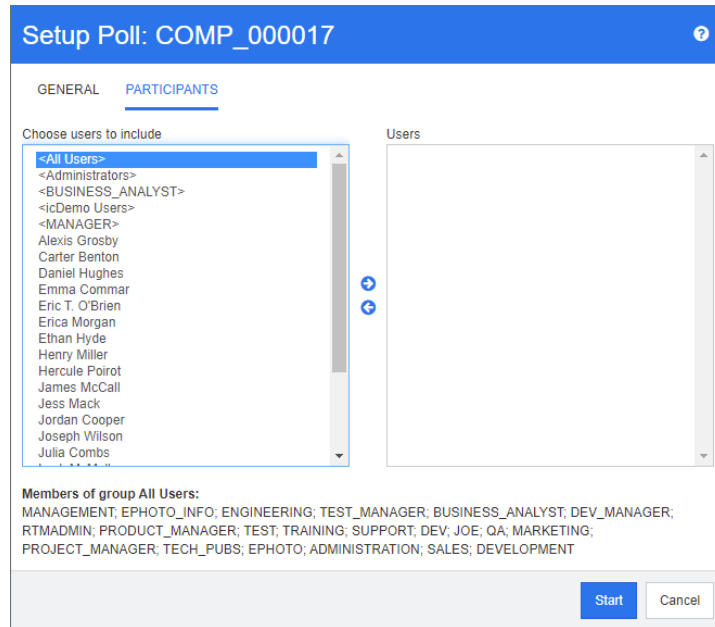 Setup Poll: COMP_000017
GENERAL PARTICIPANTS
Choose users to include
Users
<All Users>
<Administrators>
<BUSINESS_ANALYST>
<icDemo Users>
<MANAGER>
Alexis Grosby
Carter Benton
Daniel Hughes
Emma Commar
Eric T. O'Brien
Erica Morgan
Ethan Hyde
Henry Miller
Hercule Poirot
James McCall
Jess Mack
Jordan Cooper
Joseph Wilson
Julia Combs
Members of group All Users:
MANAGEMENT; EPHOTO_INFO; ENGINEERING; TEST_MANAGER; BUSINESS_ANALYST; DEV_MANAGER;
RTMADMIN; PRODUCT_MANAGER; TEST; TRAINING; SUPPORT; DEV; JOE; QA; MARKETING;
PROJECT_MANAGER; TECH_PUBS; EPHOTO; ADMINISTRATION; SALES; DEVELOPMENT
Start Cancel